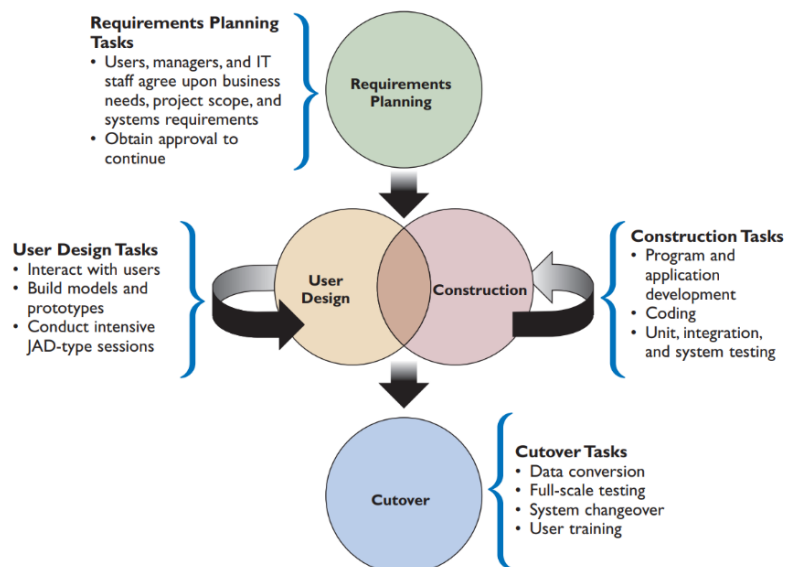 Requirements Planning
Tasks
• Users, managers, and IT
staff agree upon business
needs, project scope, and
systems requirements
• Obtain approval to
continue
Requirements
Planning
User Design Tasks
• Interact with users
• Build models and
prototypes
• Conduct intensive
JAD-type sessions
User
Design
Construction
Construction Tasks
• Program and
application
development
• Coding
• Unit, integration,
and system testing
Cutover
Cutover Tasks
• Data conversion
• Full-scale testing
• System changeover
• User training